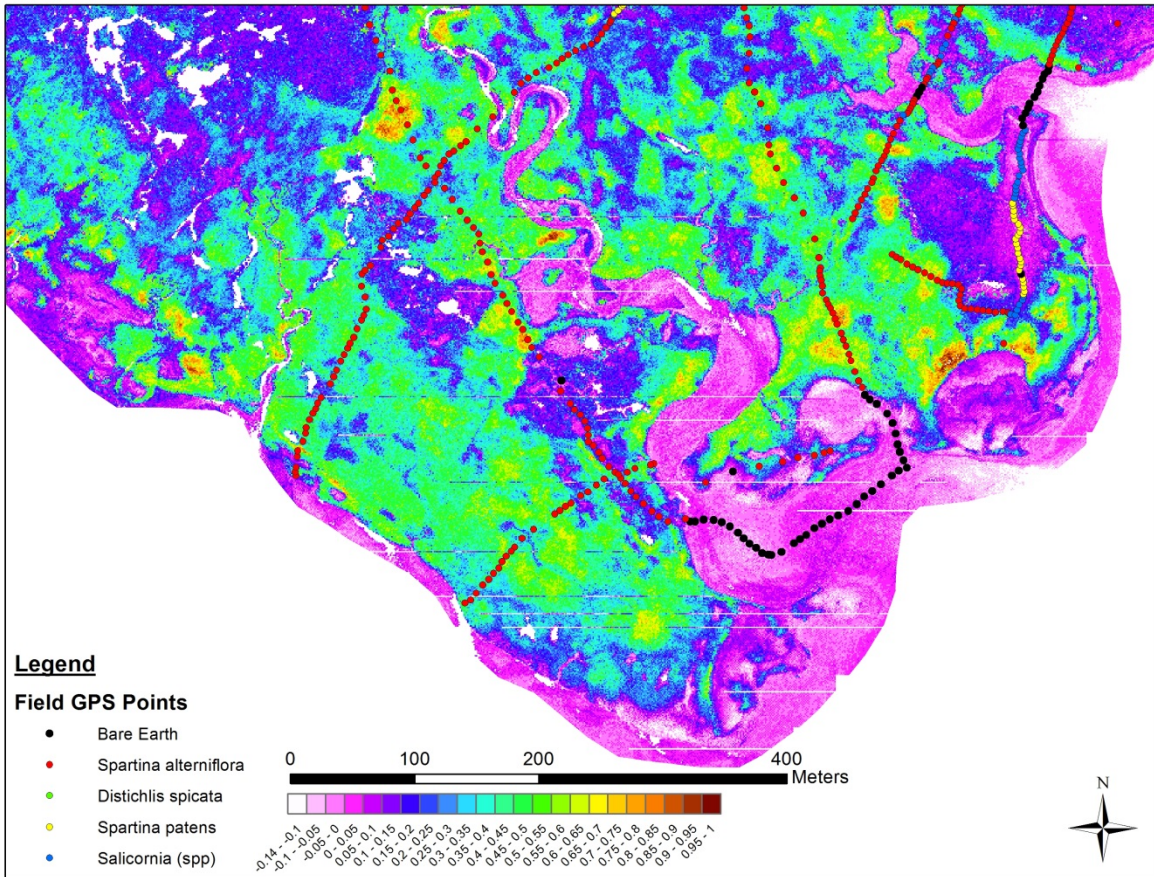 Legend
Field GPS Points
Bare Earth
Spartina alterniflora
Distichlis spicata
Spartina patens
Salicornia (spp)
0 100 200 400
Meters
-0.14 - -0.1
-0.1 - -0.05
-0.05 - 0
0 - 0.05
0.05 - 0.1
0.1 - 0.15
0.15 - 0.2
0.2 - 0.25
0.25 - 0.3
0.3 - 0.35
0.35 - 0.4
0.4 - 0.45
0.45 - 0.5
0.5 - 0.55
0.55 - 0.6
0.6 - 0.65
0.65 - 0.7
0.7 - 0.75
0.75 - 0.8
0.8 - 0.85
0.85 - 0.9
0.9 - 0.95
0.95 - 1
N